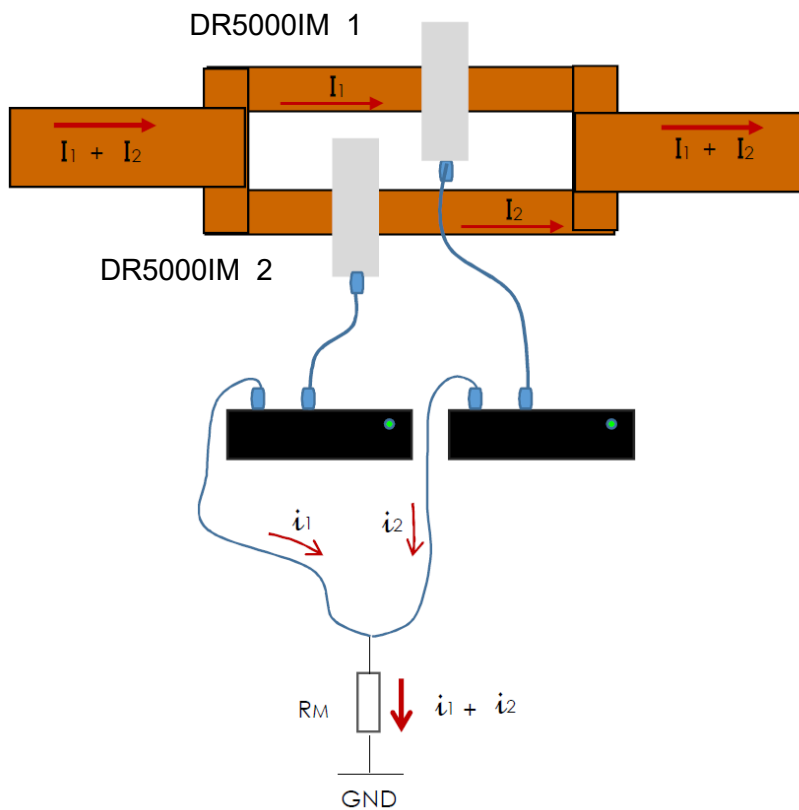 DR5000IM 1
I1
I1 + I2
I1 + I2
I2
DR5000IM 2
i1
i2
RM
i1 + i2
GND